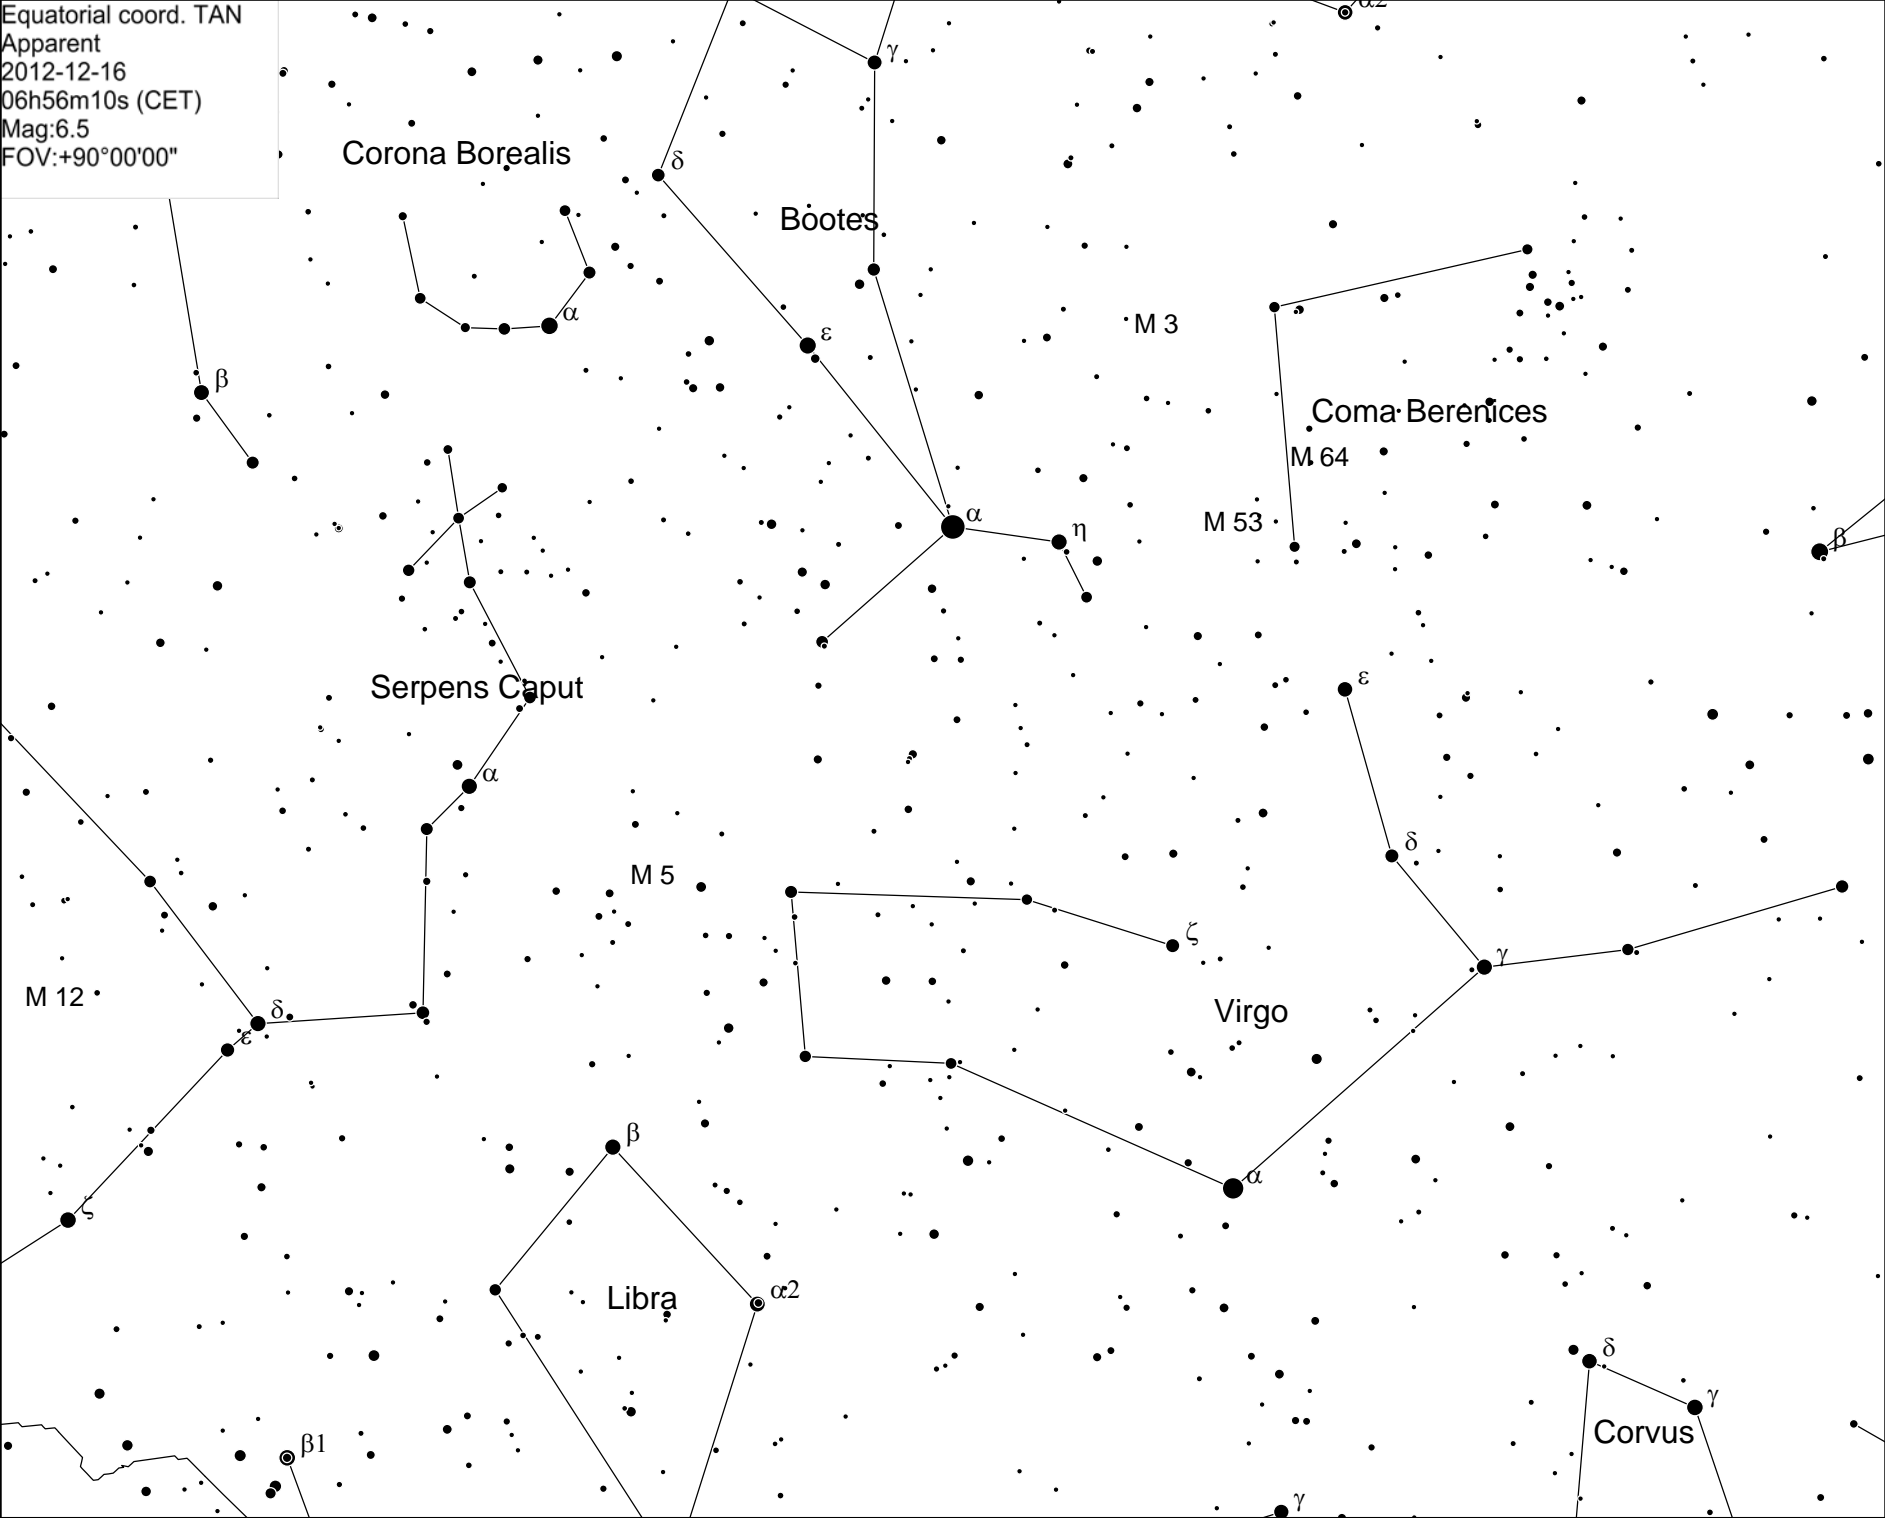 Equatorial coord. TAN
Apparent
2012-12-16
06h56m10s (CET)
Mag:6.5
FOV:+90°00'00"
α2
γ
Corona Borealis
δ
Bootes
α
M 3
ε
β
Coma Berenices
M 64
α
M 53
η
β
ε
Serpens Caput
α
δ
M 5
ζ
γ
M 12
δ
Virgo
ε
β
α
ζ
α2
Libra
δ
γ
Corvus
β1
γ